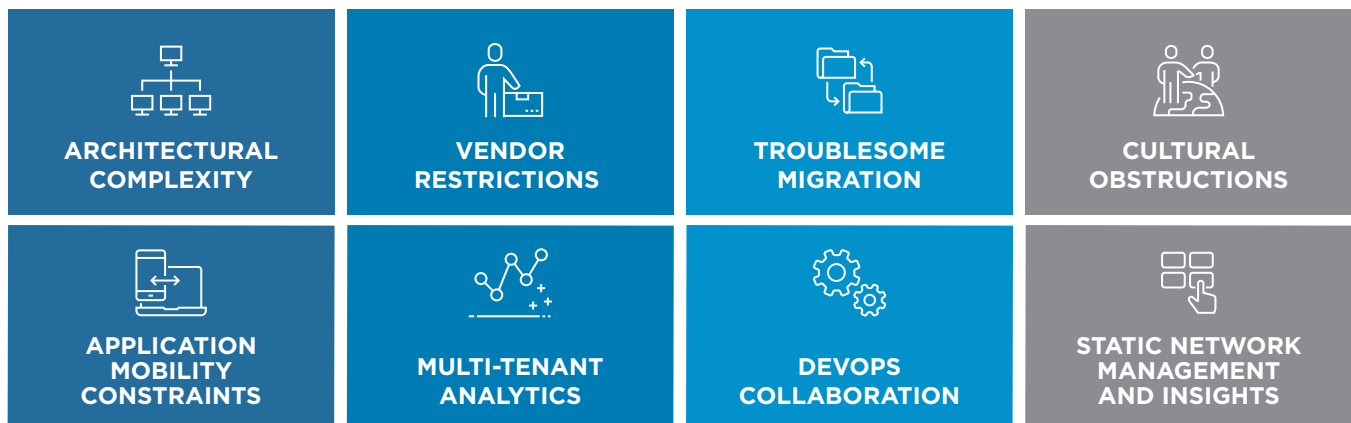 ARCHITECTURAL
COMPLEXITY
VENDOR
RESTRICTIONS
TROUBLESOME
MIGRATION
CULTURAL
OBSTRUCTIONS
APPLICATION
MOBILITY
CONSTRAINTS
MULTI-TENANT
ANALYTICS
DEVOPS
COLLABORATION
STATIC NETWORK
MANAGEMENT
AND INSIGHTS